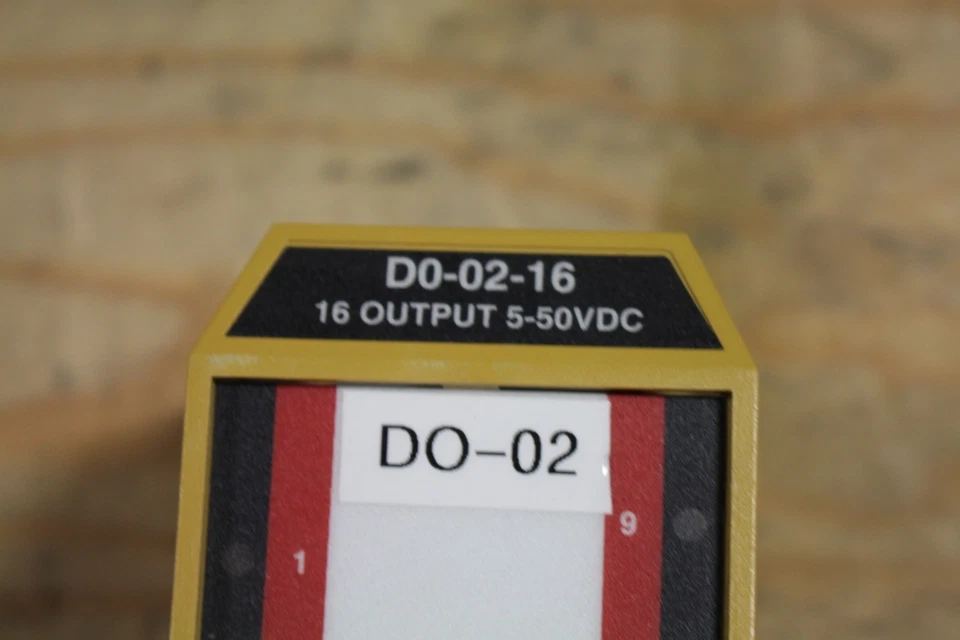 D0-02-16
16 OUTPUT 5-50VDC
DO-02
9
1